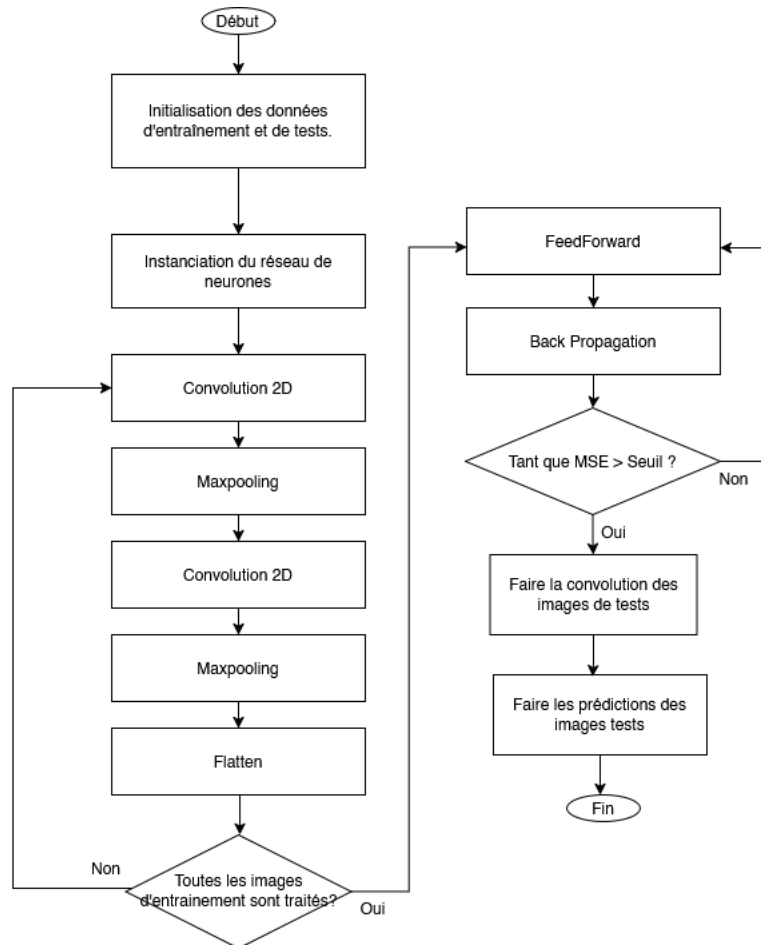 Début
Initialisation des données
d'entraînement et de tests.
Instanciation du réseau de
neurones
Convolution 2D
Maxpooling
Convolution 2D
Maxpooling
Flatten
Toutes les images
d'entrainement sont traités?
Non
Oui
FeedForward
Back Propagation
Tant que MSE > Seuil ?
Non
Oui
Faire la convolution des
images de tests
Faire les prédictions des
images tests
Fin